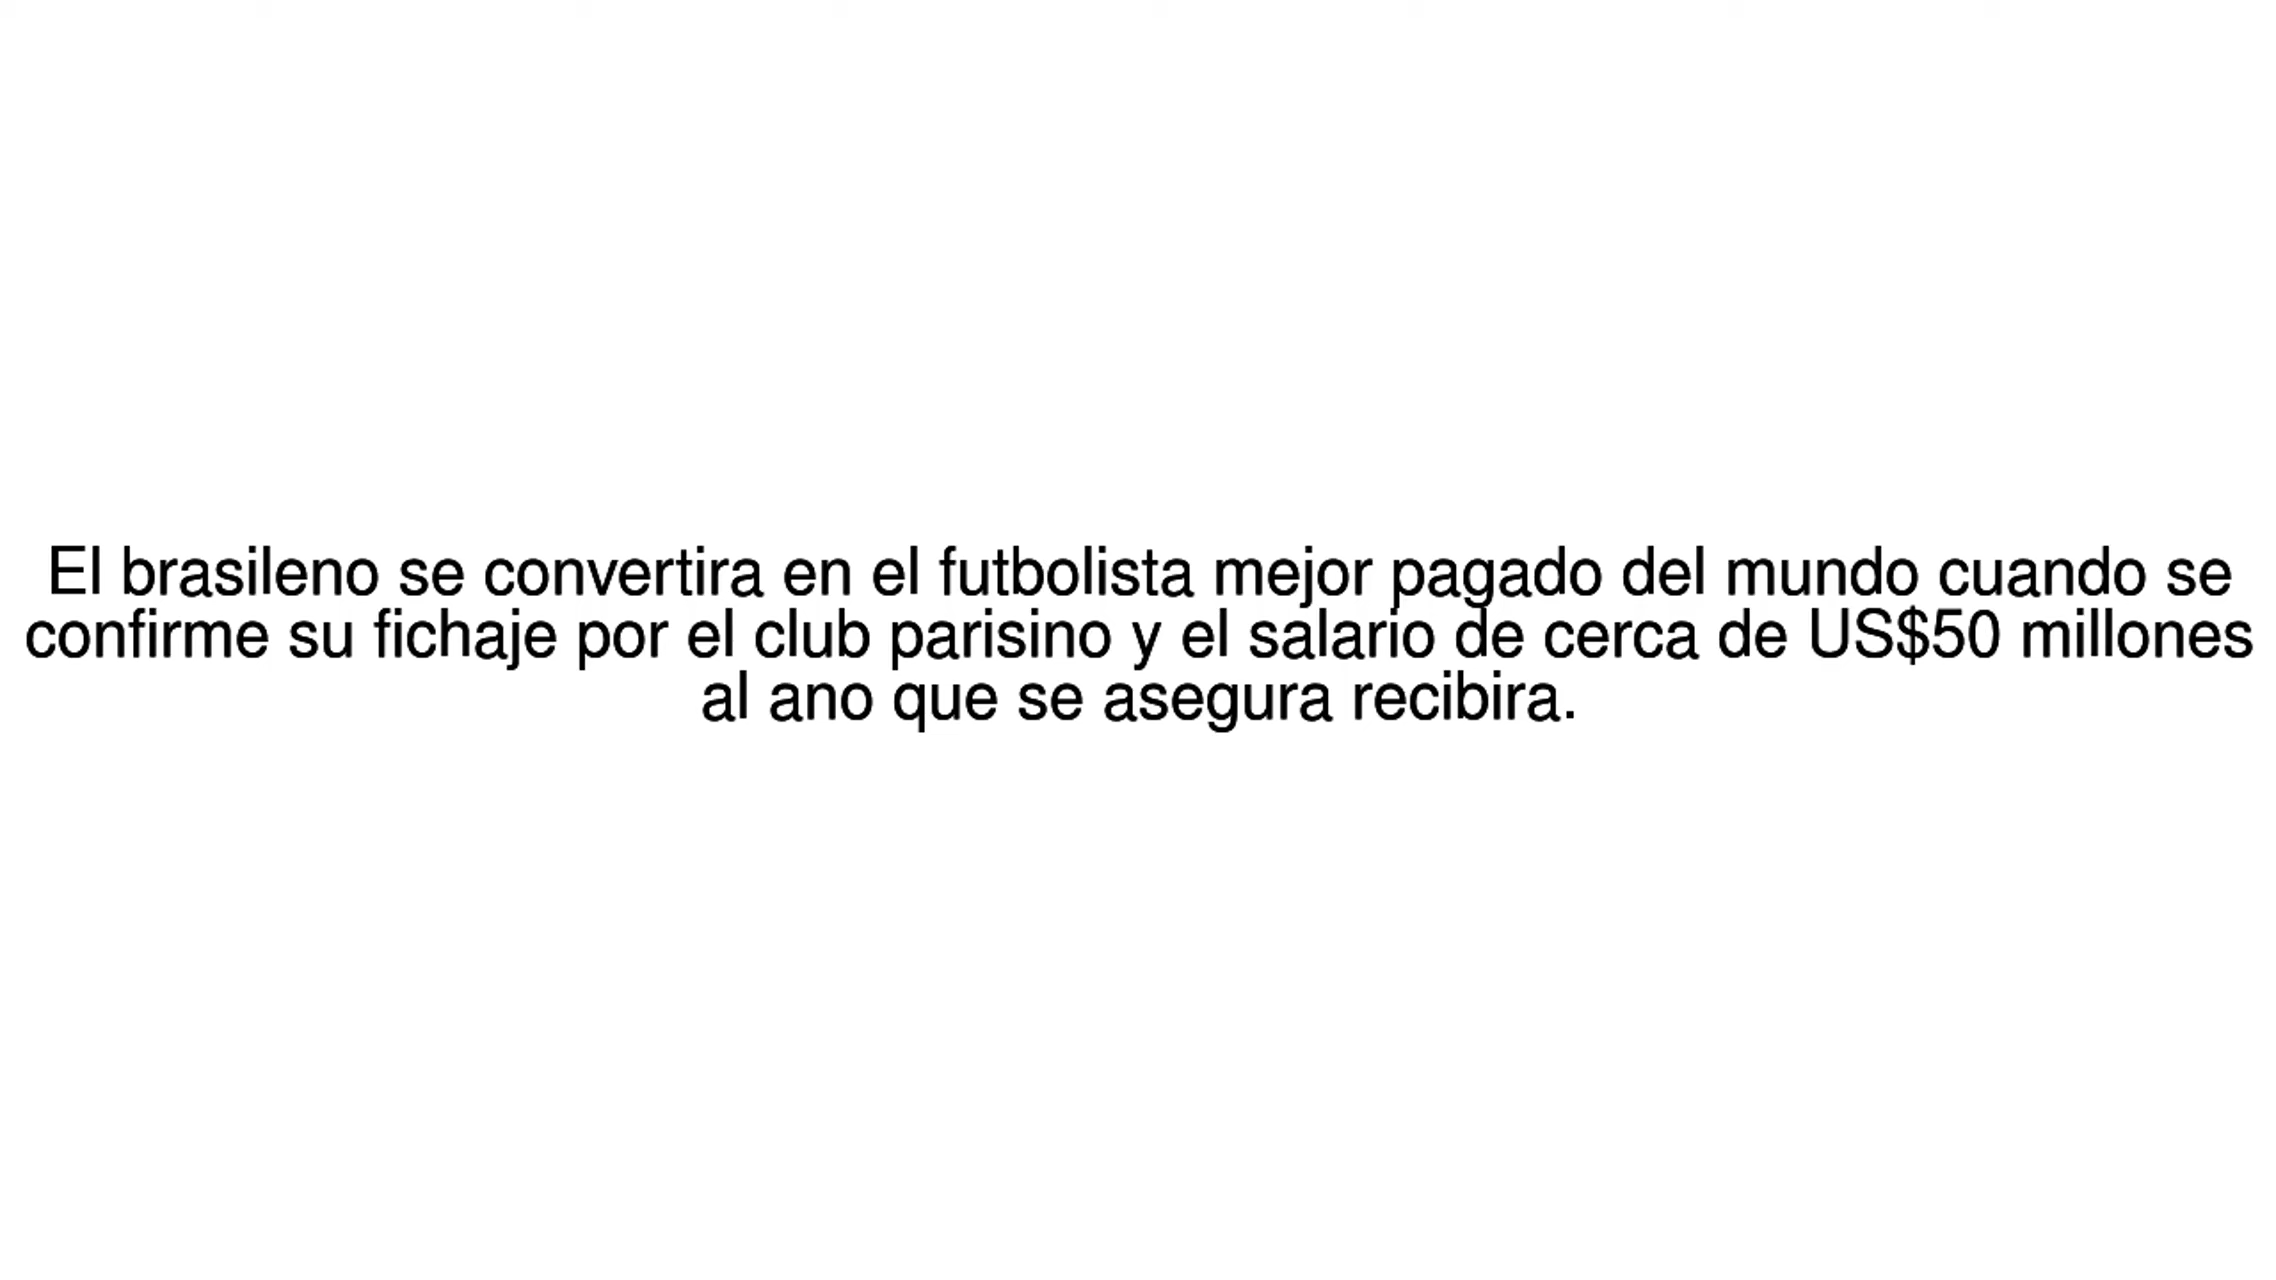 El brasileno se convertira en el futbolista mejor pagado del mundo cuando se
confirme su fichaje por el club parisino y el salario de cerca de US$50 millones
al ano que se asegura recibira.